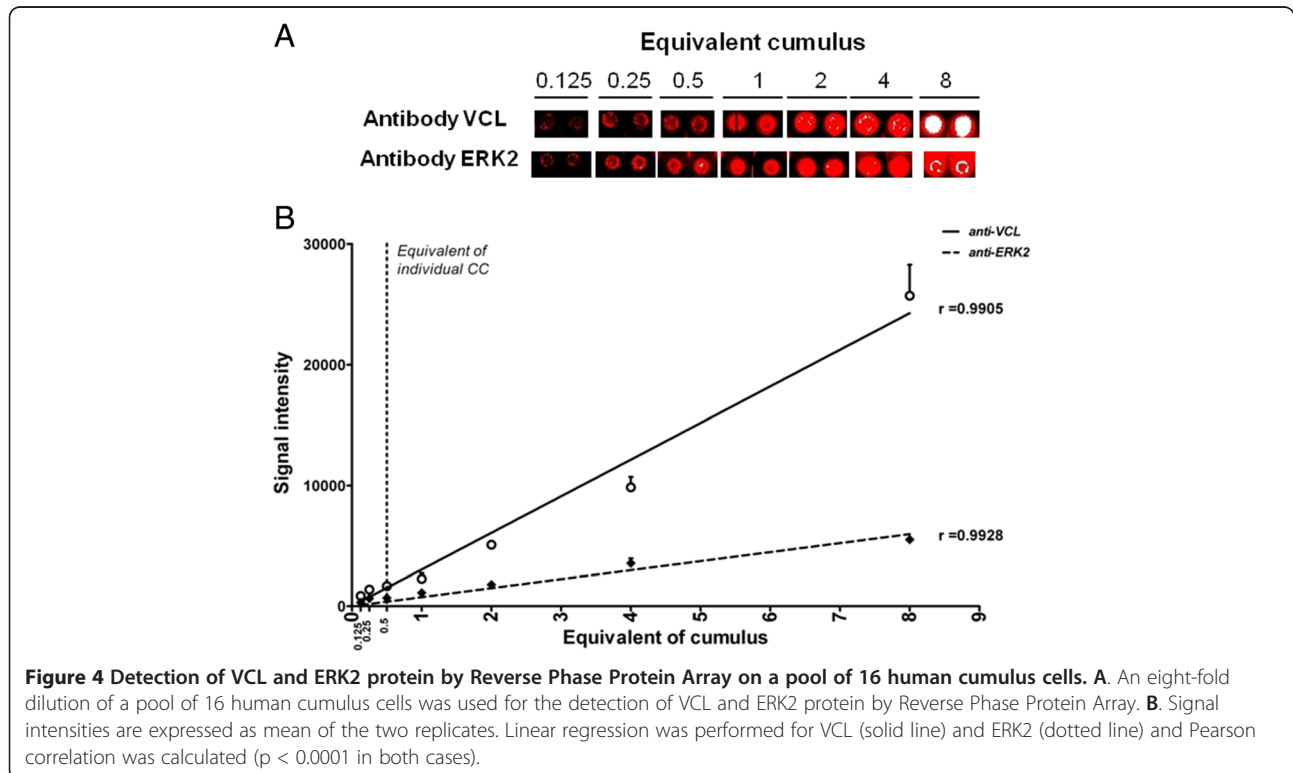 A
Equivalent cumulus
0.125 0.25 0.5 1 2 4 8
Antibody VCL
Antibody ERK2
B
30000
20000
10000
0
Signal intensity
Equivalent of
individual CC
anti-VCL
anti-ERK2
r =0.9905
r =0.9928
0 1 2 3 4 5 6 7 8 9
0.125
0.25
0.5
Equivalent of cumulus
Figure 4 Detection of VCL and ERK2 protein by Reverse Phase Protein Array on a pool of 16 human cumulus cells. A. An eight-fold
dilution of a pool of 16 human cumulus cells was used for the detection of VCL and ERK2 protein by Reverse Phase Protein Array. B. Signal
intensities are expressed as mean of the two replicates. Linear regression was performed for VCL (solid line) and ERK2 (dotted line) and Pearson
correlation was calculated (p < 0.0001 in both cases).